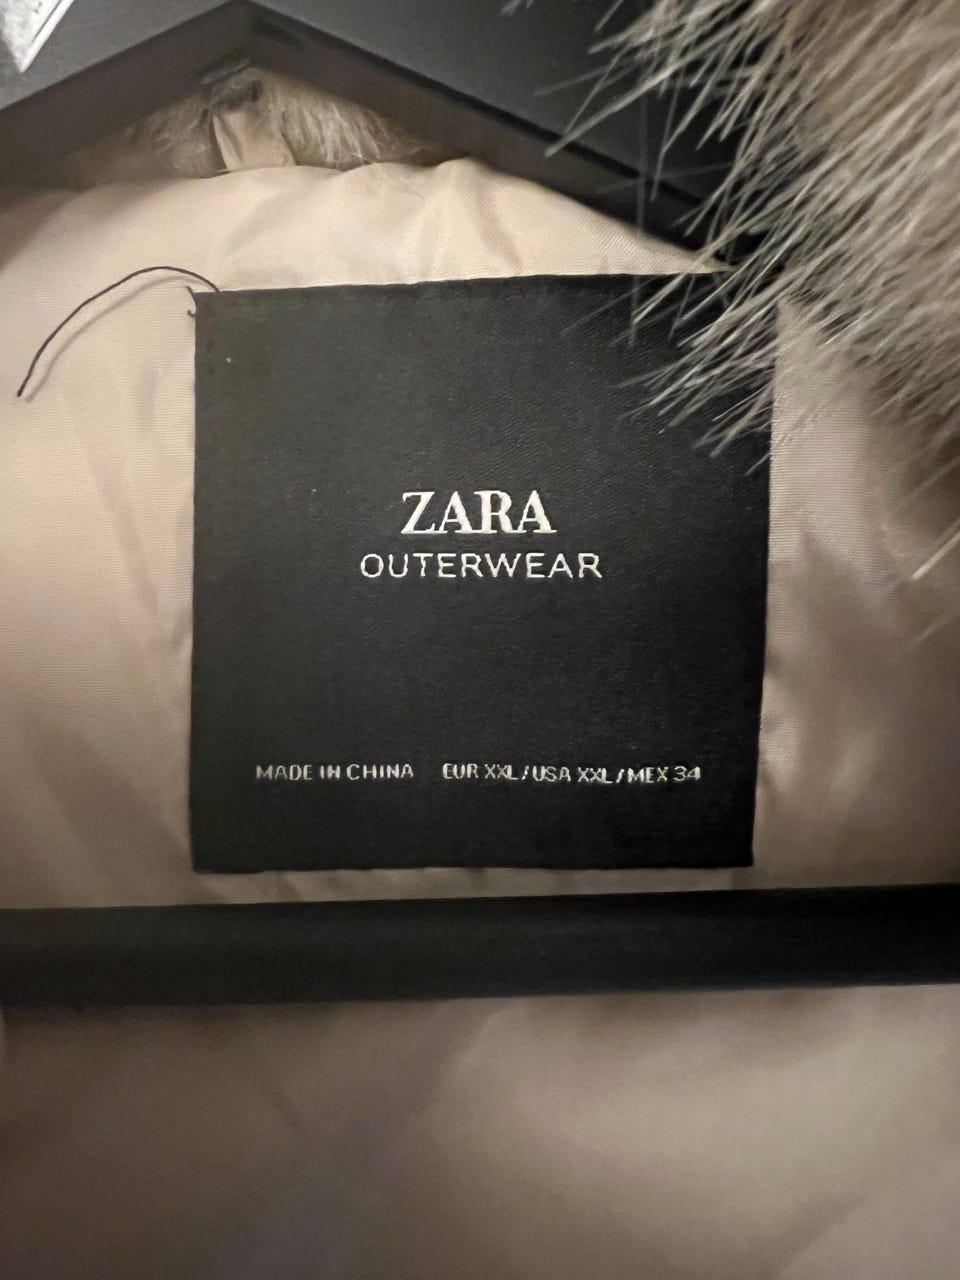 ZARA
OUTERWEAR
MADE IN CHINA EUR XXL / USA XXL / MEX 34